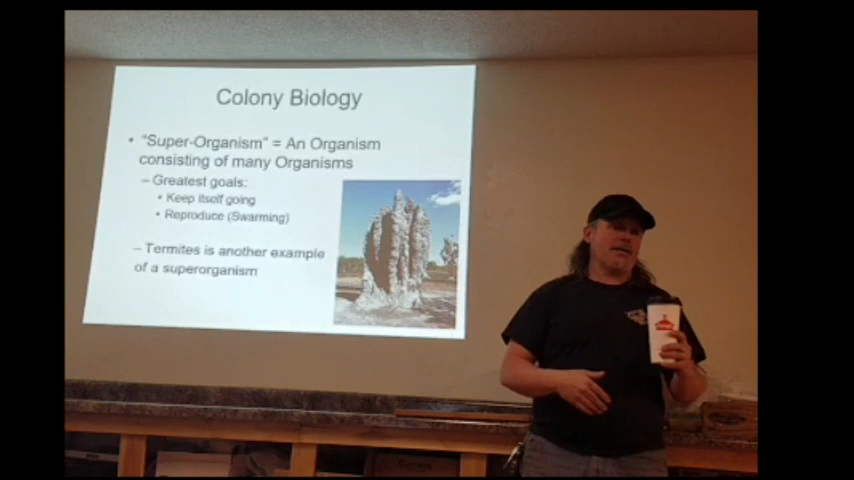 Colony Biology
• "Super-Organism" = An Organism
consisting of many Organisms
– Greatest goals:
• Keep itself going
• Reproduce (Swarming)
– Termites is another example
of a superorganism